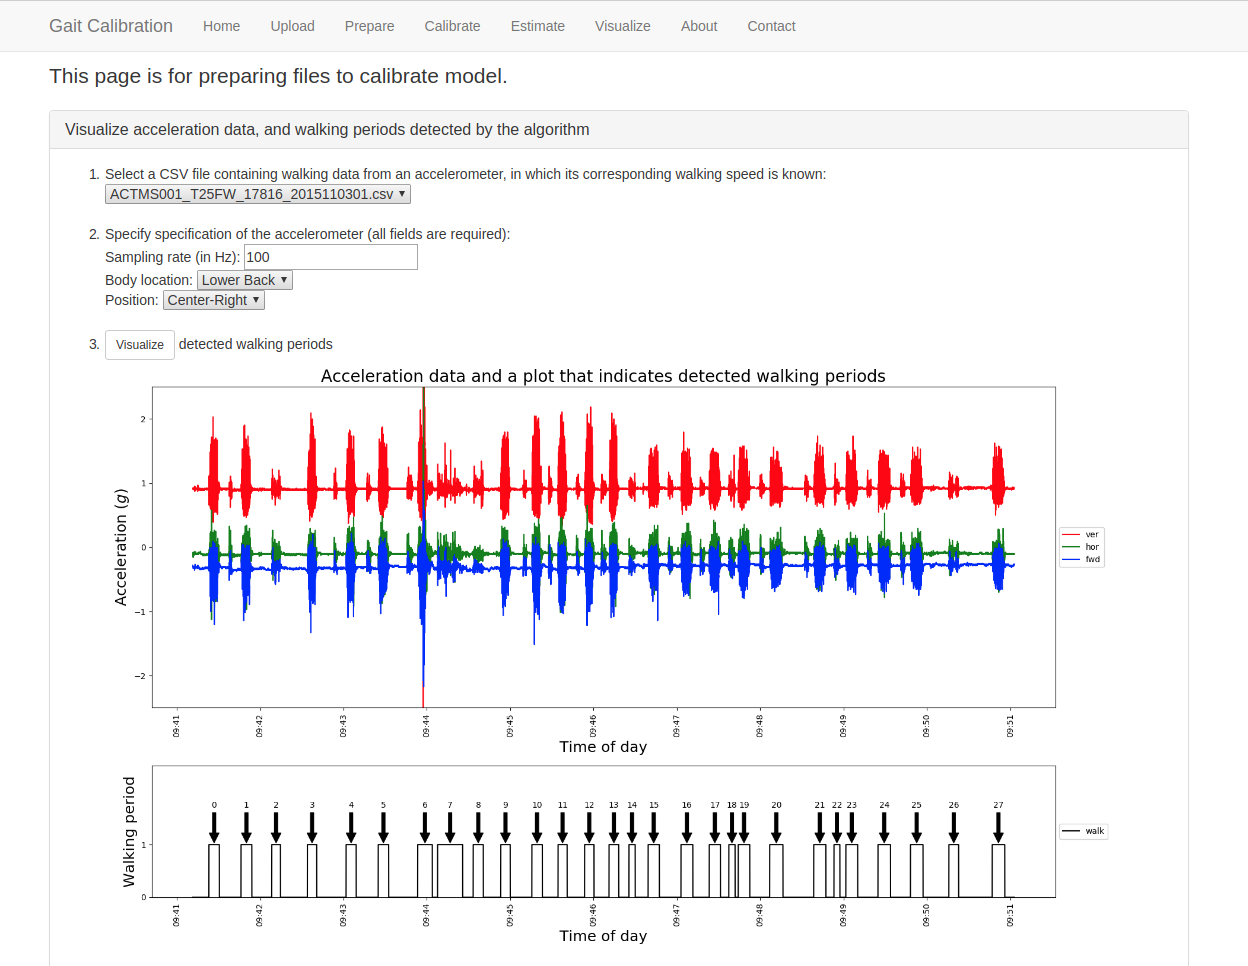 Gait Calibration Home Upload Prepare Calibrate Estimate Visualize About Contact
This page is for preparing files to calibrate model.
Visualize acceleration data, and walking periods detected by the algorithm
1. Select a CSV file containing walking data from an accelerometer, in which its corresponding walking speed is known:
ACTMS001_T25FW_17816_2015110301.csv
2. Specify specification of the accelerometer (all fields are required):
Sampling rate (in Hz): 100
Body location: Lower Back
Position: Center-Right
3. Visualize detected walking periods
Acceleration data and a plot that indicates detected walking periods
Acceleration (g)
2
1
0
−1
−2
ver
hor
fwd
09:41 09:42 09:43 09:44 09:45 09:46 09:47 09:48 09:49 09:50 09:51
Time of day
Walking period
0 1 2 3 4 5 6 7 8 9 10 11 12 13 14 15 16 17 18 19 20 21 22 23 24 25 26 27
1
0
walk
09:41 09:42 09:43 09:44 09:45 09:46 09:47 09:48 09:49 09:50 09:51
Time of day